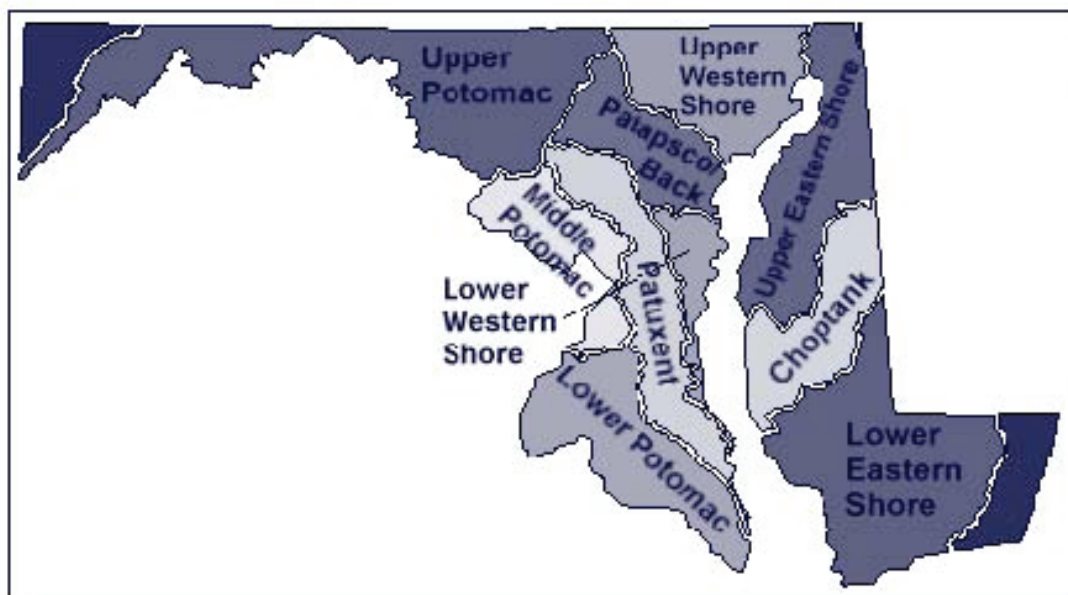 Upper
Potomac
Upper
Western
Shore
Patapsco/
Back
Upper Eastern Shore
Middle
Potomac
Lower
Western
Shore
Patuxent
Choptank
Lower Potomac
Lower
Eastern
Shore